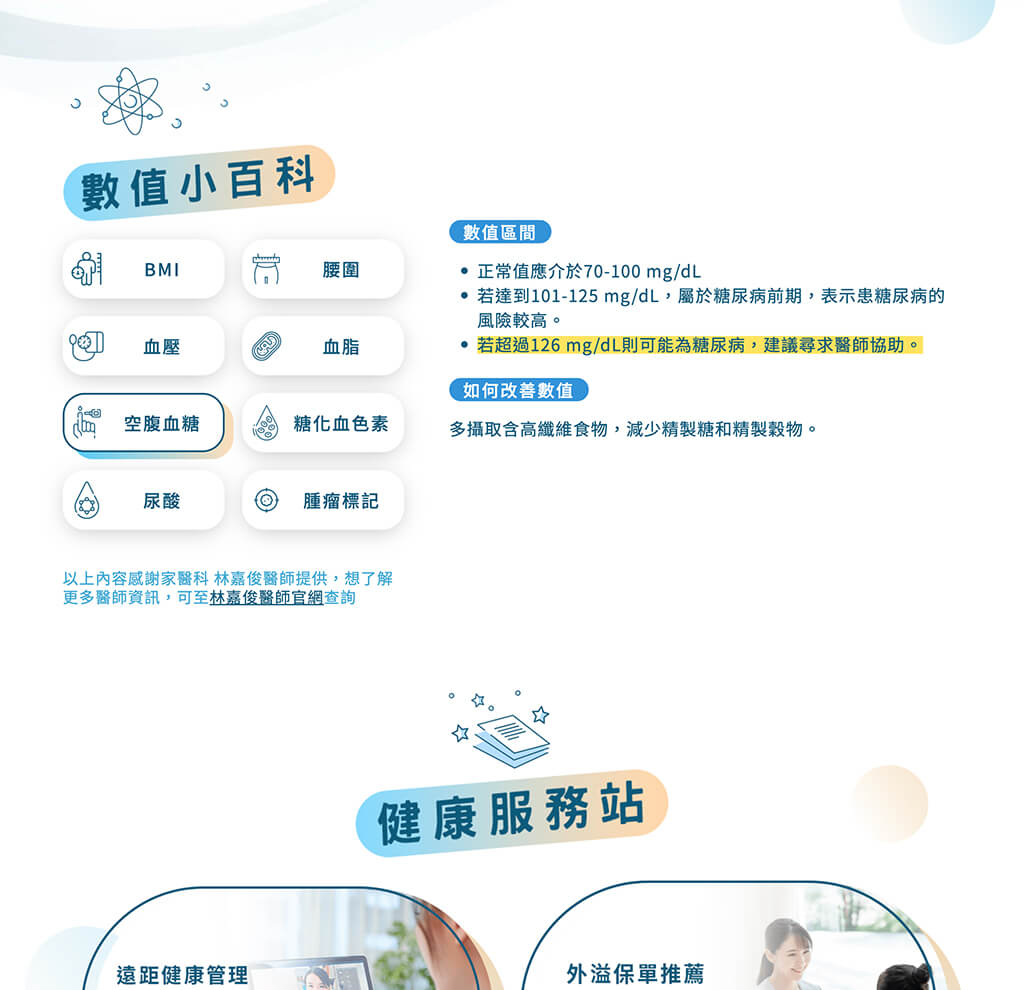 數值小百科
BMI
腰圍
血壓
血脂
空腹血糖
糖化血色素
尿酸
腫瘤標記
以上內容感謝家醫科 林嘉俊醫師提供，想了解
更多醫師資訊，可至林嘉俊醫師官網查詢
數值區間
• 正常值應介於70-100 mg/dL
• 若達到101-125 mg/dL，屬於糖尿病前期，表示患糖尿病的
風險較高。
• 若超過126 mg/dL則可能為糖尿病，建議尋求醫師協助。
如何改善數值
多攝取含高纖維食物，減少精製糖和精製穀物。
健康服務站
遠距健康管理
外溢保單推薦